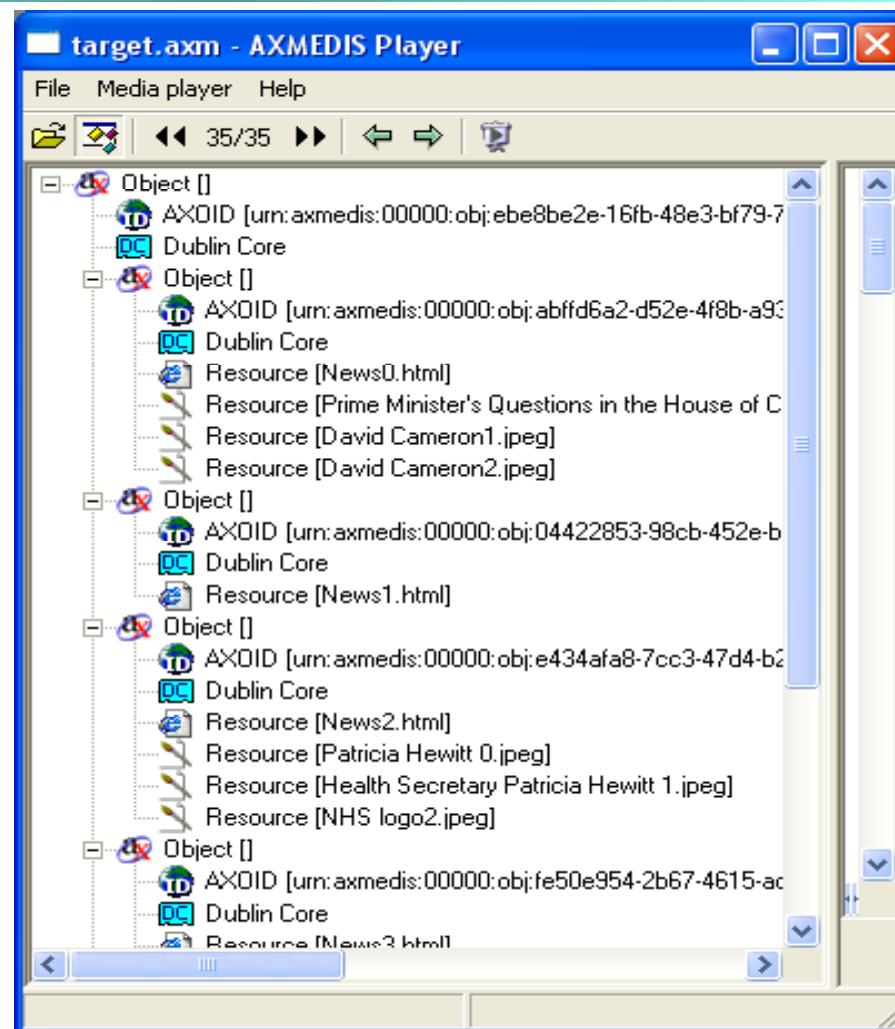 target.axm - AXMEDIS Player
File Media player Help
35/35
Object []
AXOID [urn:axmedis:00000:obj:ebe8be2e-16fb-48e3-bf79-7
DC Dublin Core
Object []
AXOID [urn:axmedis:00000:obj:abffd6a2-d52e-4f8b-a93
DC Dublin Core
Resource [News0.html]
Resource [Prime Minister's Questions in the House of C
Resource [David Cameron1.jpeg]
Resource [David Cameron2.jpeg]
Object []
AXOID [urn:axmedis:00000:obj:04422853-98cb-452e-b
DC Dublin Core
Resource [News1.html]
Object []
AXOID [urn:axmedis:00000:obj:e434afa8-7cc3-47d4-b2
DC Dublin Core
Resource [News2.html]
Resource [Patricia Hewitt 0.jpeg]
Resource [Health Secretary Patricia Hewitt 1.jpeg]
Resource [NHS logo2.jpeg]
Object []
AXOID [urn:axmedis:00000:obj:fe50e954-2b67-4615-ac
DC Dublin Core
Resource [News3.html]